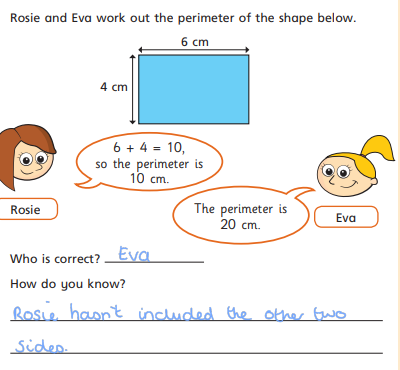 Rosie and Eva work out the perimeter of the shape below.
6 cm
4 cm
6 + 4 = 10,
so the perimeter is
10 cm.
Rosie
The perimeter is
20 cm.
Eva
Who is correct? Eva
How do you know?
Rosie hasn't included the other two
sides.